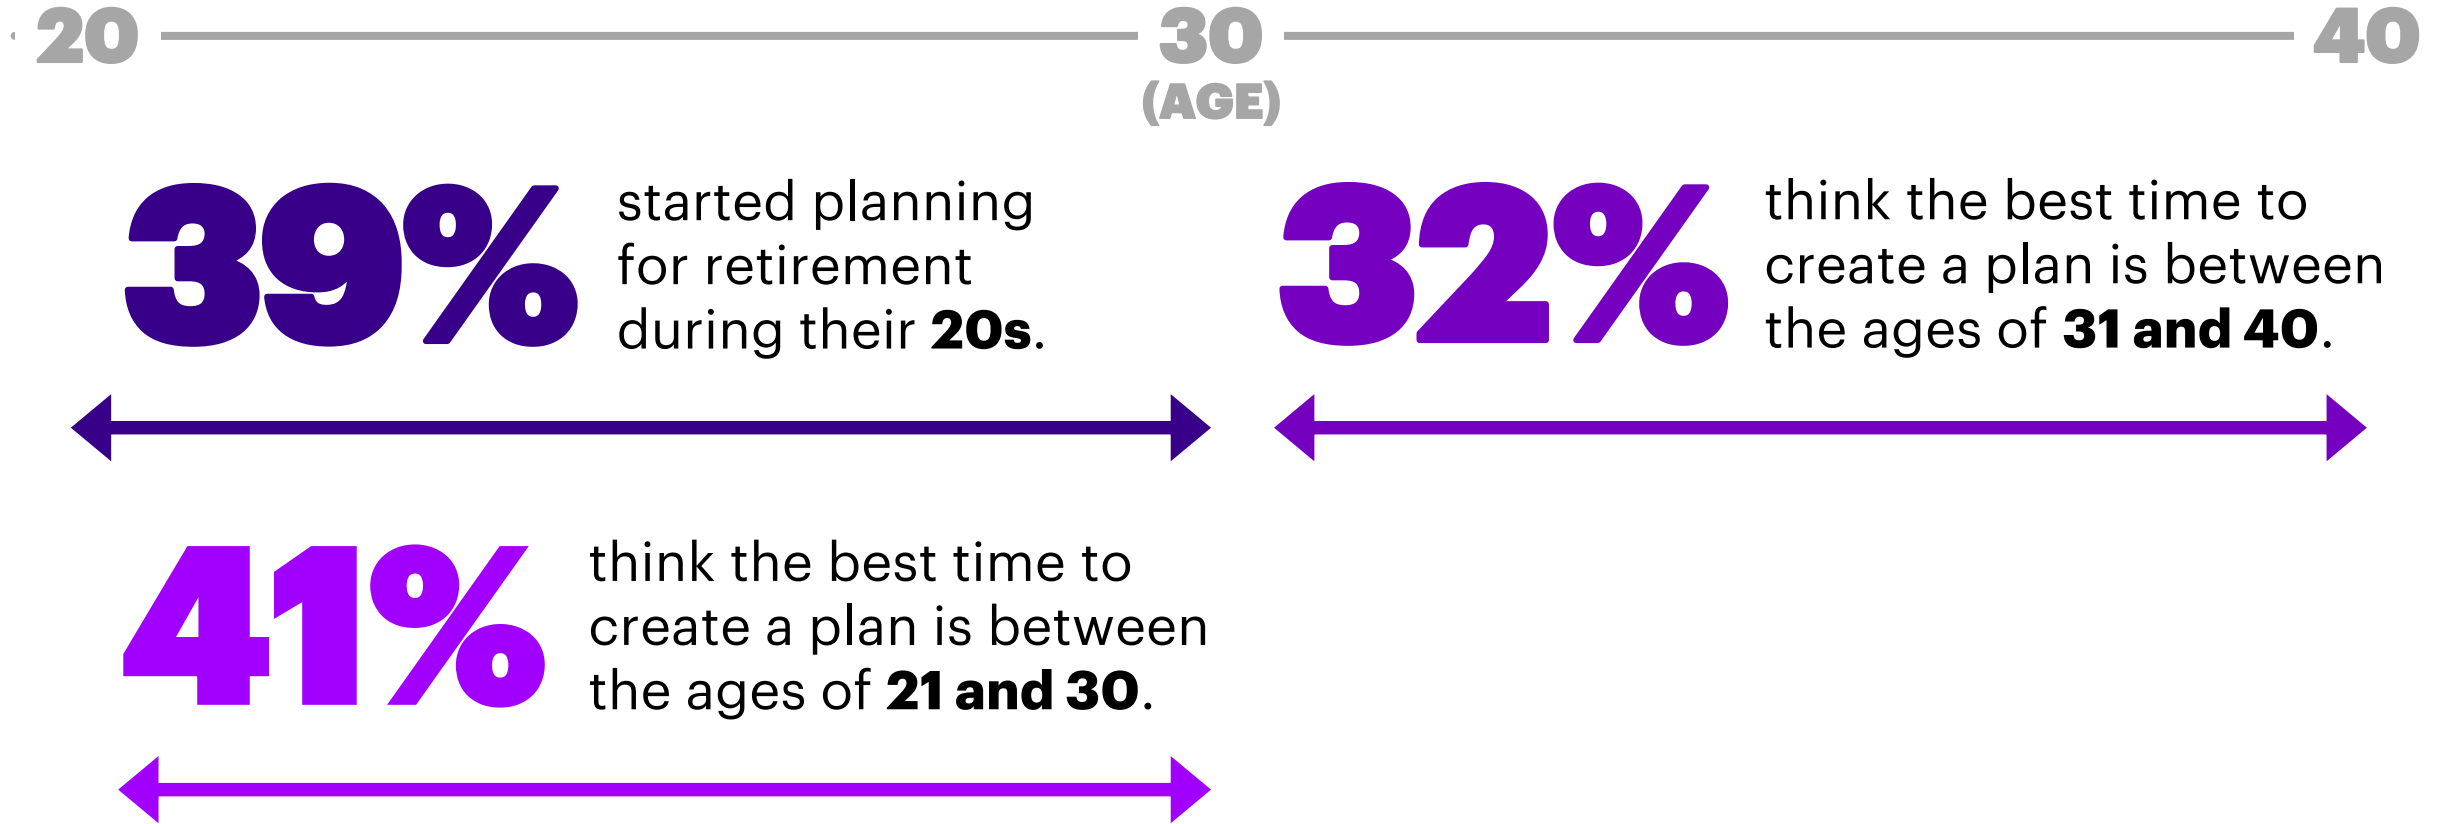 20 30 40
(AGE)
39%
started planning
for retirement
during their 20s.
32%
think the best time to
create a plan is between
the ages of 31 and 40.
41%
think the best time to
create a plan is between
the ages of 21 and 30.